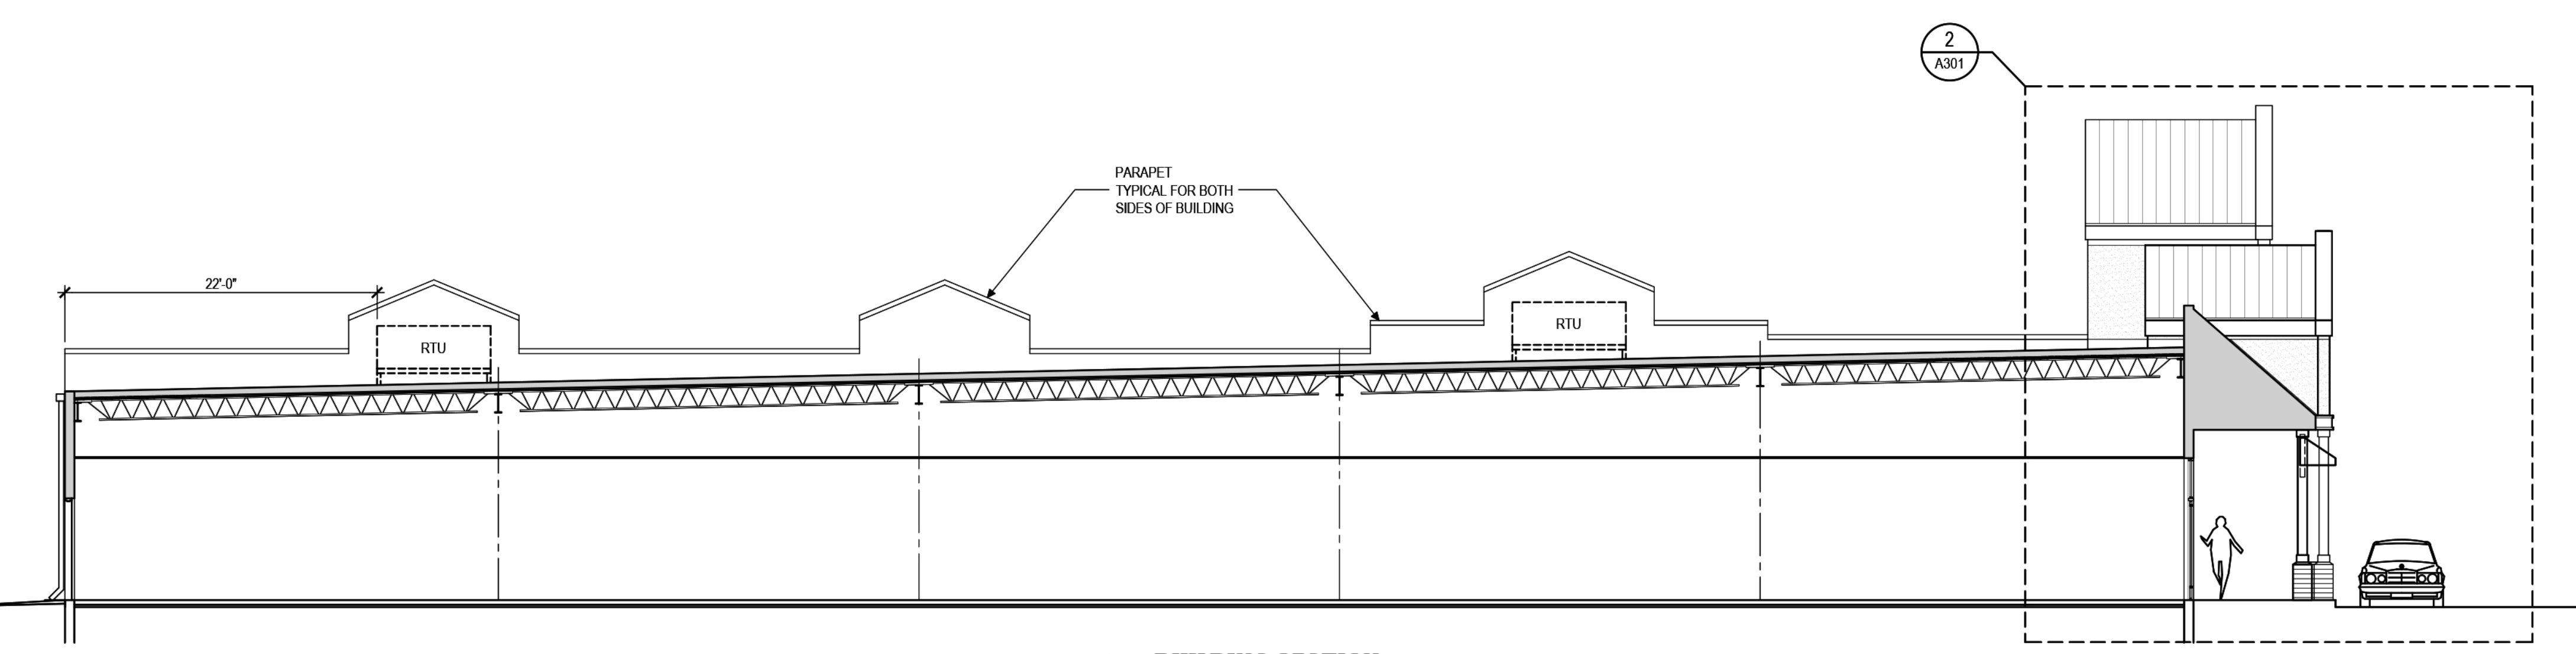 2
A301
PARAPET
TYPICAL FOR BOTH
SIDES OF BUILDING
22'-0"
RTU
RTU